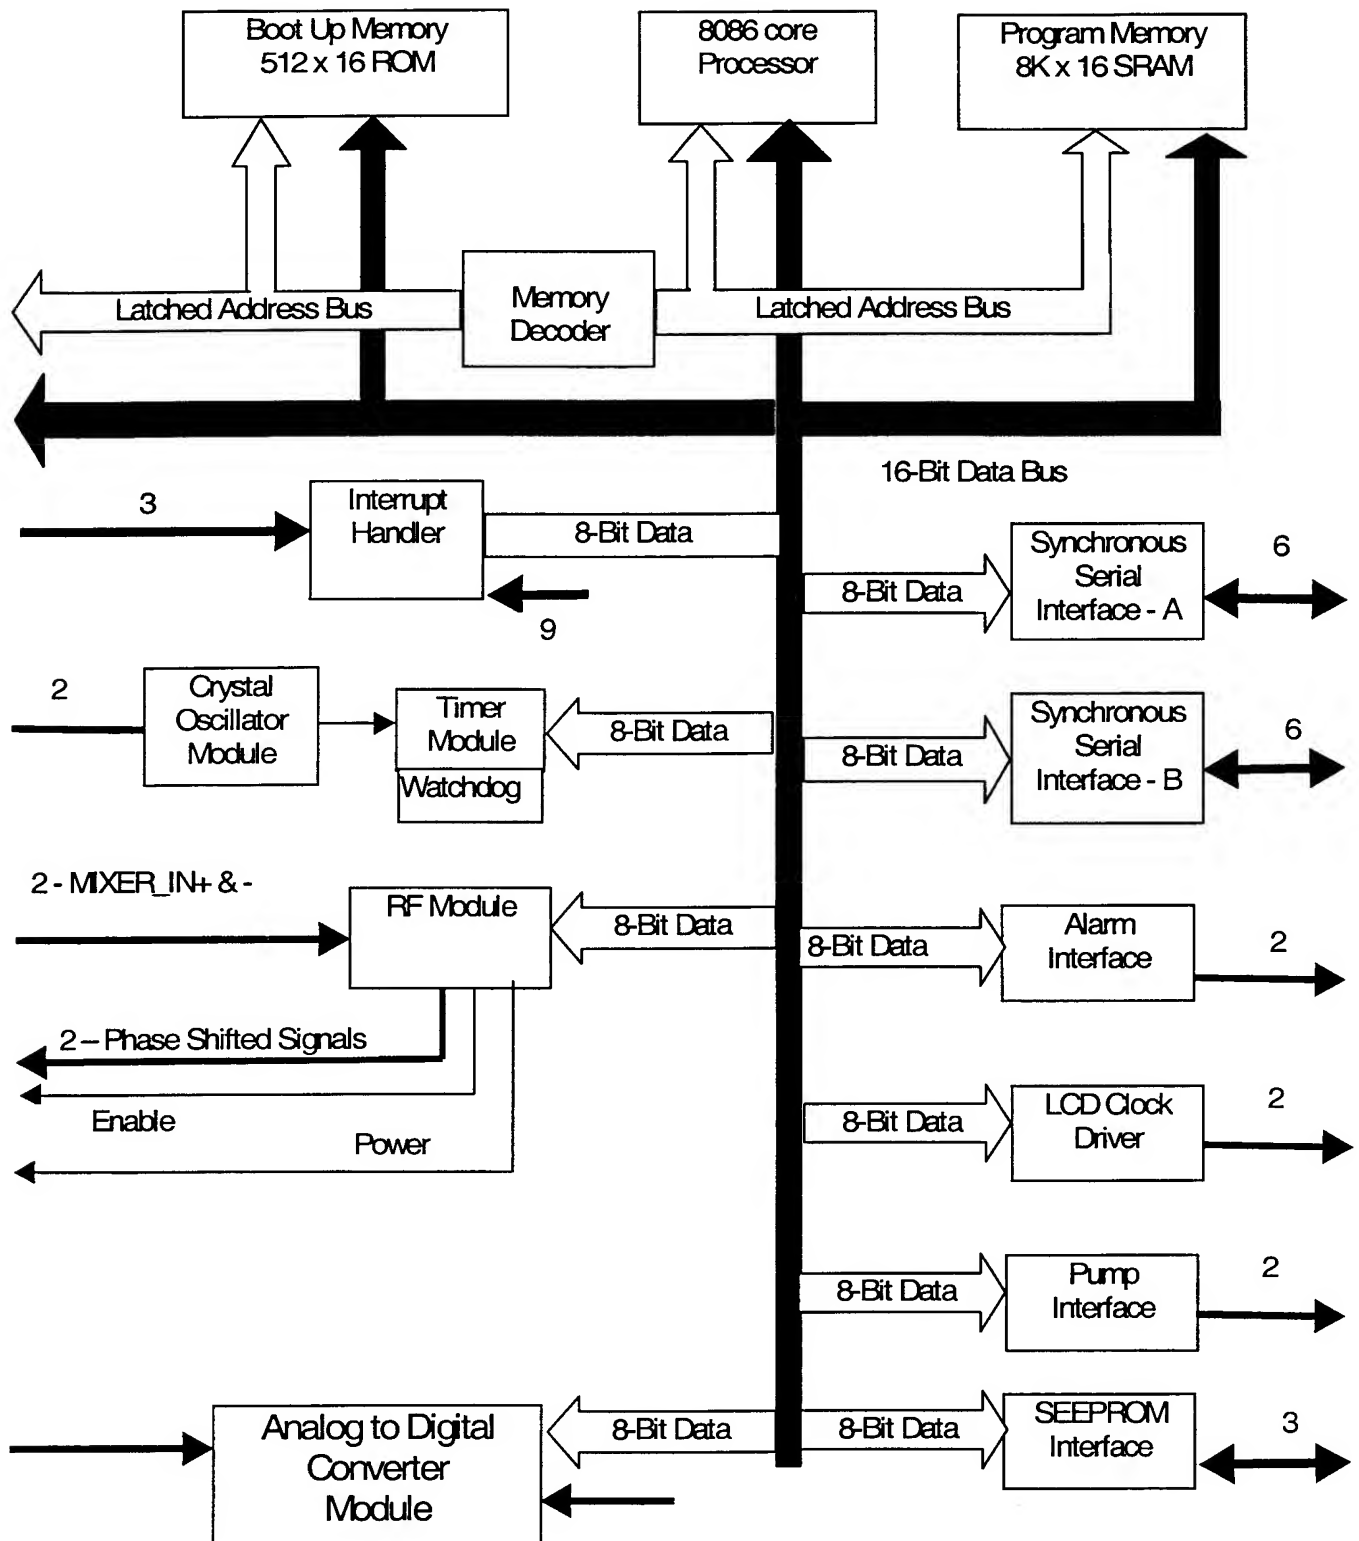 Boot Up Memory
512 x 16 ROM
8086 core
Processor
Program Memory
8K x 16 SRAM
Latched Address Bus
Memory
Decoder
Latched Address Bus
16-Bit Data Bus
3
Interrupt
Handler
8-Bit Data
9
8-Bit Data
Synchronous
Serial
Interface - A
6
2
Crystal
Oscillator
Module
Timer
Module
Watchdog
8-Bit Data
8-Bit Data
Synchronous
Serial
Interface - B
6
2 - MIXER_IN+ & -
RF Module
8-Bit Data
8-Bit Data
Alarm
Interface
2
2 – Phase Shifted Signals
Enable
Power
8-Bit Data
LCD Clock
Driver
2
8-Bit Data
Pump
Interface
2
Analog to Digital
Converter
Module
8-Bit Data
8-Bit Data
SEEPROM
Interface
3